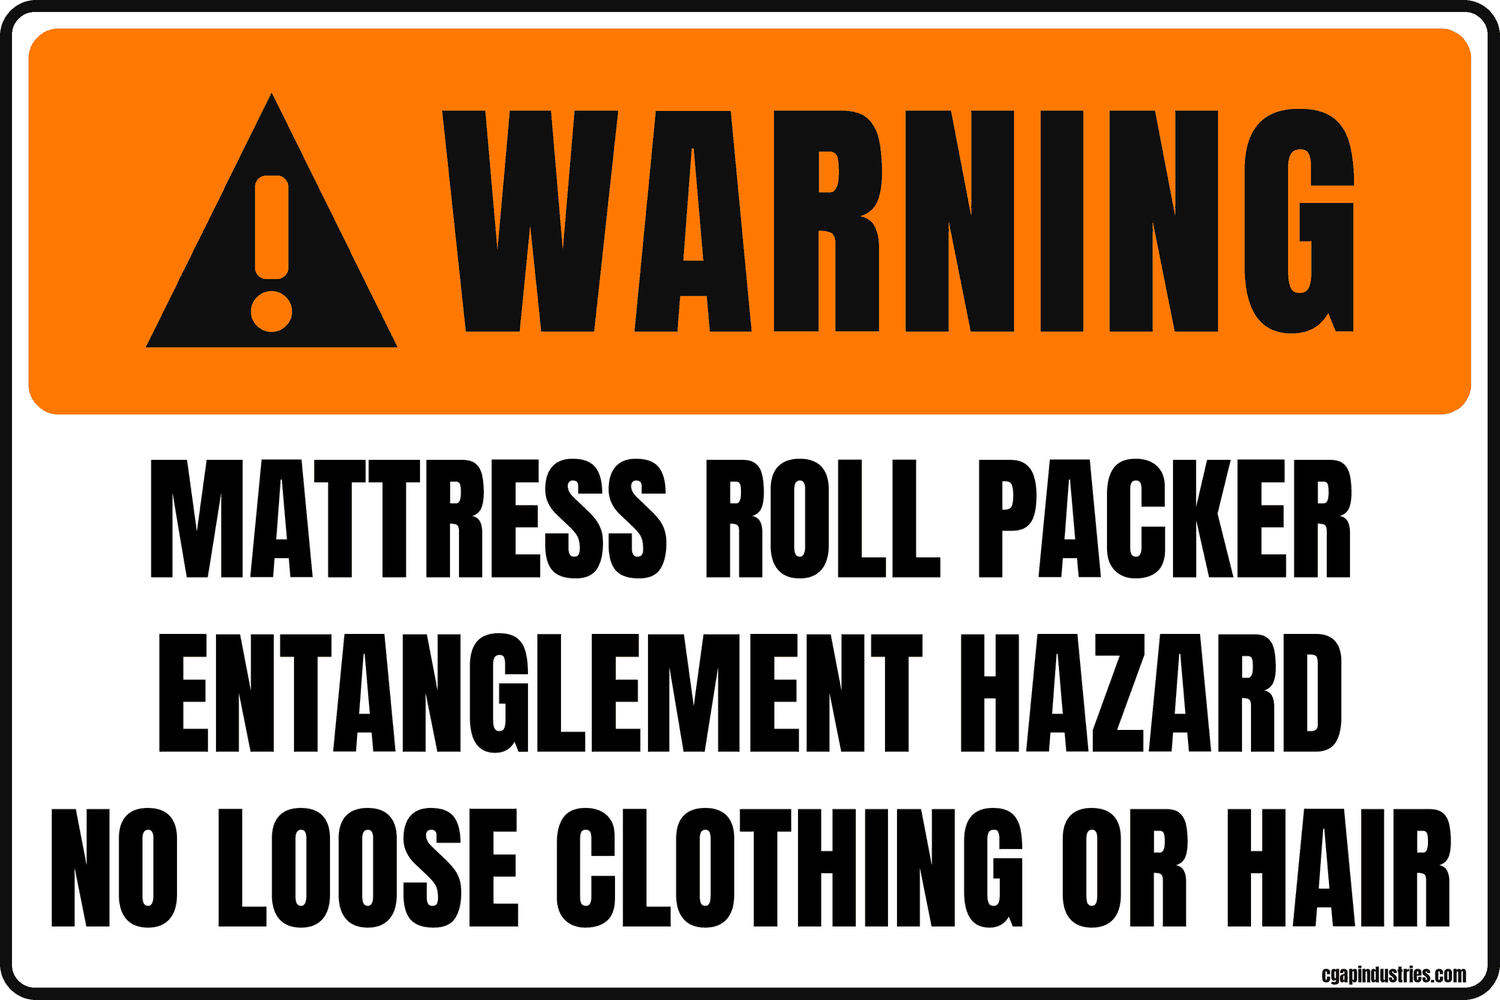 WARNING
MATTRESS ROLL PACKER
ENTANGLEMENT HAZARD
NO LOOSE CLOTHING OR HAIR
cgapindustries.com